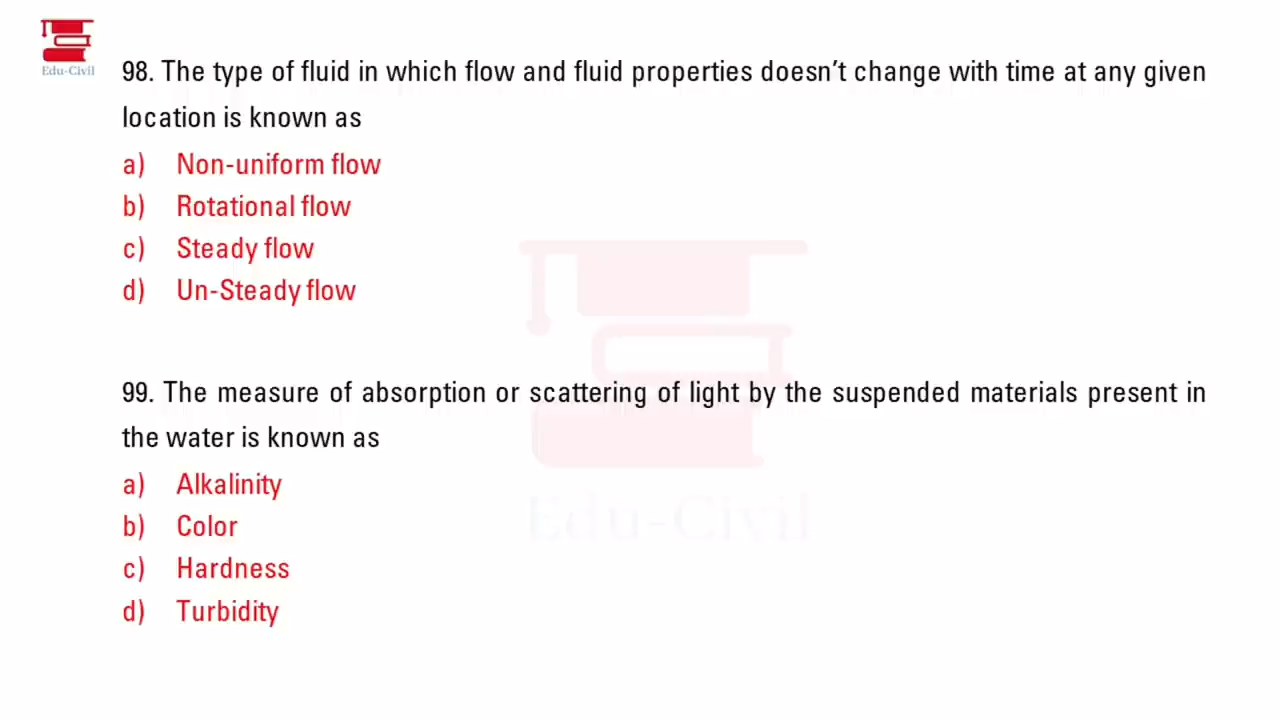 Edu-Civil
98. The type of fluid in which flow and fluid properties doesn't change with time at any given
location is known as
a) Non-uniform flow
b) Rotational flow
c) Steady flow
d) Un-Steady flow
99. The measure of absorption or scattering of light by the suspended materials present in
the water is known as
a) Alkalinity
b) Color
c) Hardness
d) Turbidity
Edu-Civil